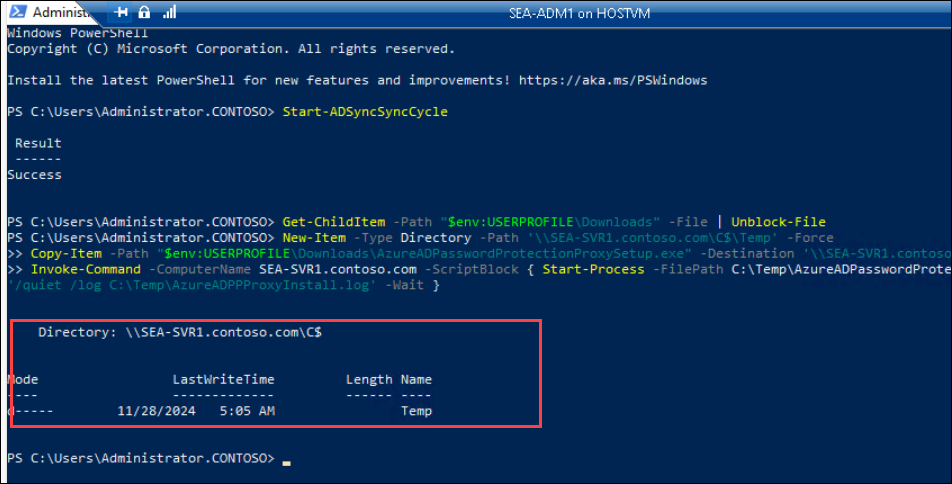 Administ
SEA-ADM1 on HOSTVM
Windows PowerShell
Copyright (C) Microsoft Corporation. All rights reserved.
Install the latest PowerShell for new features and improvements! https://aka.ms/PSWindows
PS C:\Users\Administrator.CONTOSO> Start-ADSyncSyncCycle
Result
------
Success
PS C:\Users\Administrator.CONTOSO> Get-ChildItem -Path "$env:USERPROFILE\Downloads" -File | Unblock-File
PS C:\Users\Administrator.CONTOSO> New-Item -Type Directory -Path '\\SEA-SVR1.contoso.com\C$\Temp' -Force
>> Copy-Item -Path "$env:USERPROFILE\Downloads\AzureADPasswordProtectionProxySetup.exe" -Destination '\\SEA-SVR1.contoso
>> Invoke-Command -ComputerName SEA-SVR1.contoso.com -ScriptBlock { Start-Process -FilePath C:\Temp\AzureADPasswordProte
'/quiet /log C:\Temp\AzureADPPProxyInstall.log' -Wait }
Directory: \\SEA-SVR1.contoso.com\C$
Mode LastWriteTime Length Name
---- ------------- ------ ----
d----- 11/28/2024 5:05 AM Temp
PS C:\Users\Administrator.CONTOSO>